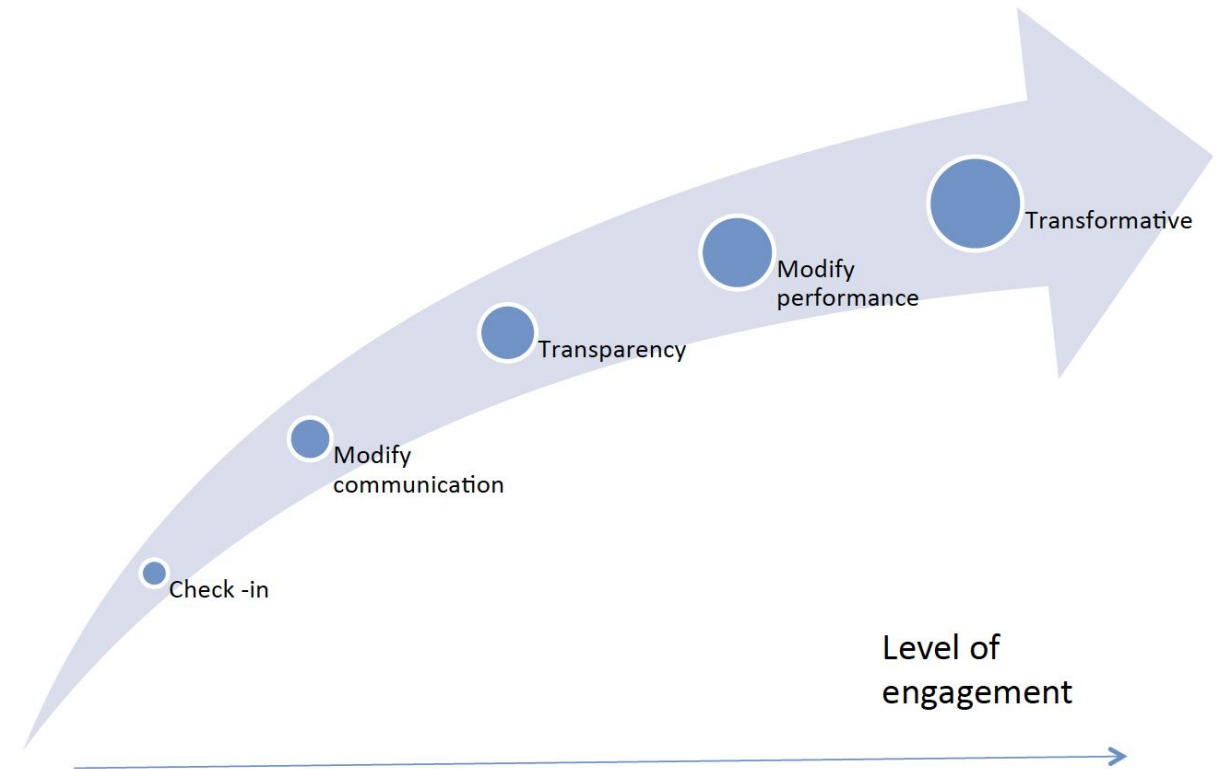 Transformative
Modify
performance
Transparency
Modify
communication
Check -in
Level of
engagement